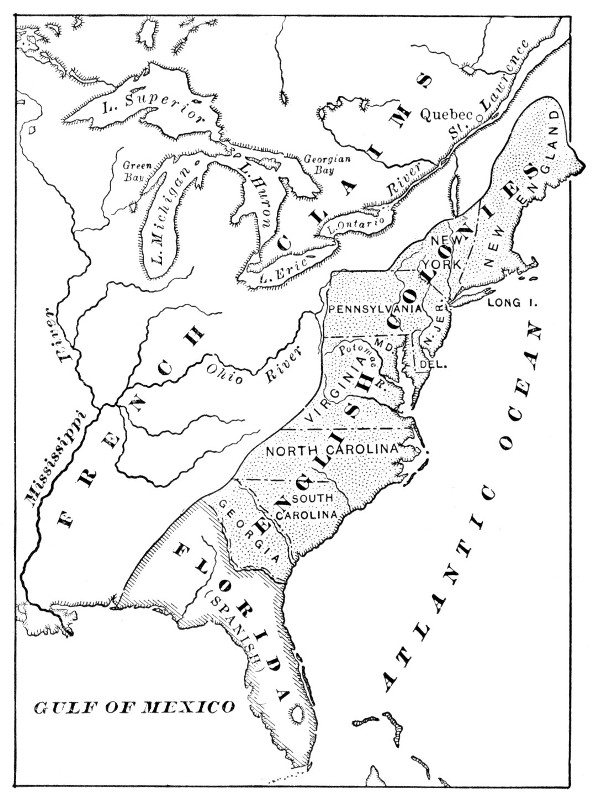 L. Superior
Quebec
St. Lawrence
River
Green
Bay
L. Michigan
L. Huron
Georgian
Bay
L. Ontario
L. Erie
FRENCH CLAIMS
NEW ENGLAND
NEW
YORK
LONG I.
PENNSYLVANIA
N. JER.
MD.
DEL.
Potomac
R.
VIRGINIA
Ohio River
Mississippi
River
NORTH CAROLINA
SOUTH
CAROLINA
GEORGIA
ENGLISH COLONIES
FLORIDA
(SPANISH)
ATLANTIC OCEAN
GULF OF MEXICO